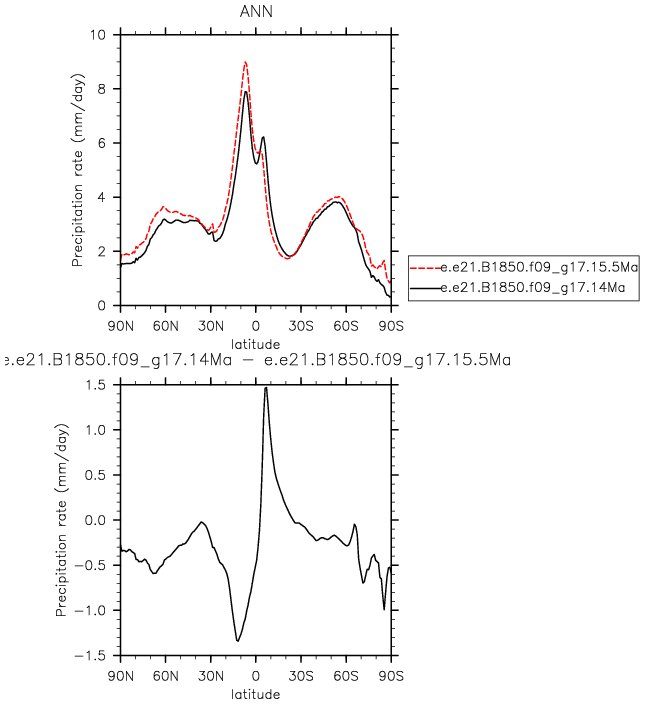 ANN
10
8
6
4
2
0
Precipitation rate (mm/day)
90N 60N 30N 0 30S 60S 90S
latitude
e.e21.B1850.f09_g17.15.5Ma
e.e21.B1850.f09_g17.14Ma
e.e21.B1850.f09_g17.14Ma − e.e21.B1850.f09_g17.15.5Ma
1.5
1.0
0.5
0.0
−0.5
−1.0
−1.5
Precipitation rate (mm/day)
90N 60N 30N 0 30S 60S 90S
latitude